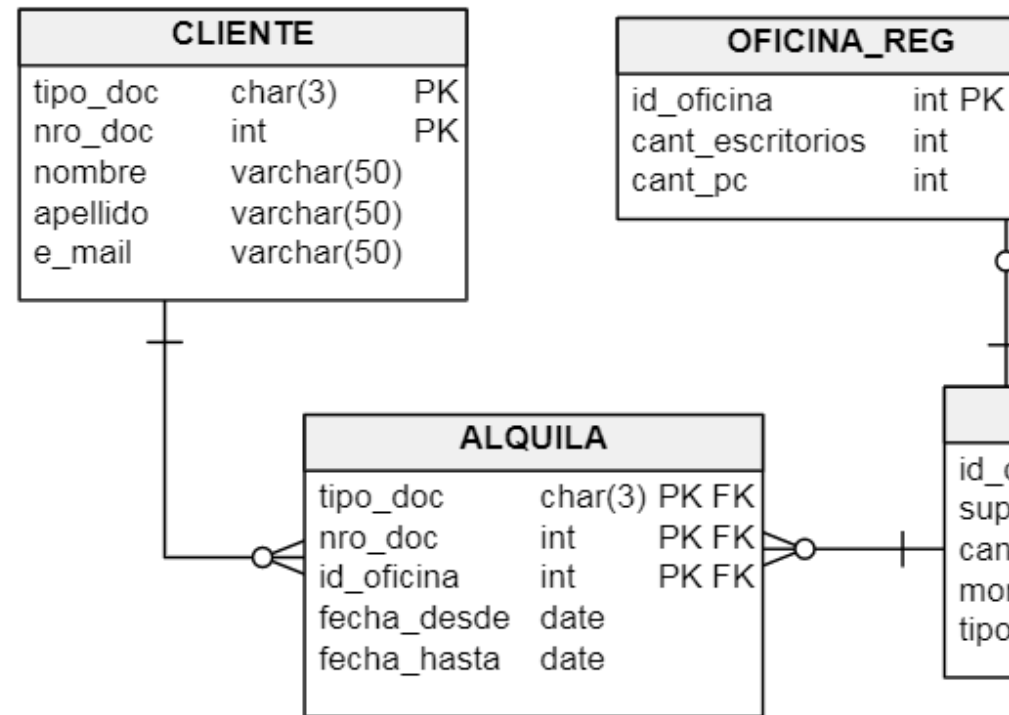 CLIENTE
tipo_doc char(3) PK
nro_doc int PK
nombre varchar(50)
apellido varchar(50)
e_mail varchar(50)
OFICINA_REG
id_oficina int PK
cant_escritorios int
cant_pc int
ALQUILA
tipo_doc char(3) PK FK
nro_doc int PK FK
id_oficina int PK FK
fecha_desde date
fecha_hasta date